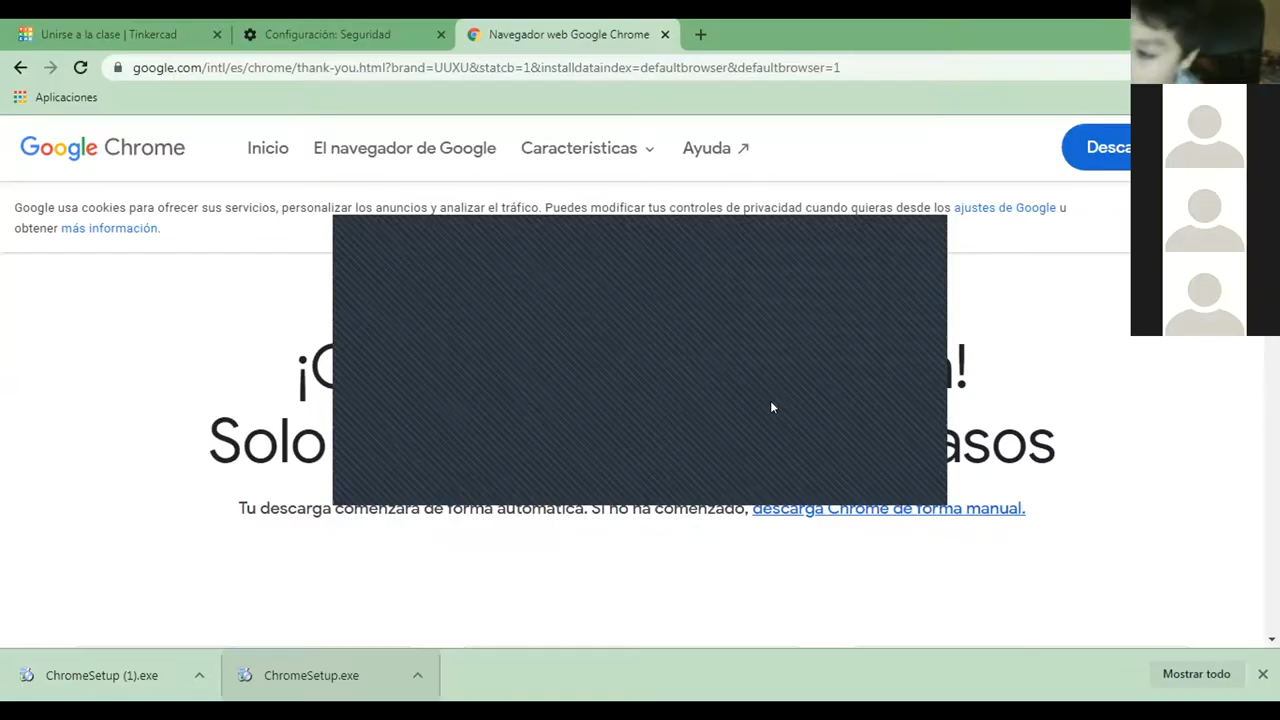 Unirse a la clase | Tinkercad
Configuración: Seguridad
Navegador web Google Chrome
google.com/intl/es/chrome/thank-you.html?brand=UUXU&statcb=1&installdataindex=defaultbrowser&defaultbrowser=1
Aplicaciones
Google Chrome Inicio El navegador de Google Características Ayuda
Google usa cookies para ofrecer sus servicios, personalizar los anuncios y analizar el tráfico. Puedes modificar tus controles de privacidad cuando quieras desde los ajustes de Google u
obtener más información.
Solo
Tu descarga comenzará de forma automática. Si no ha comenzado, descarga Chrome de forma manual.
ChromeSetup (1).exe
ChromeSetup.exe
Mostrar todo